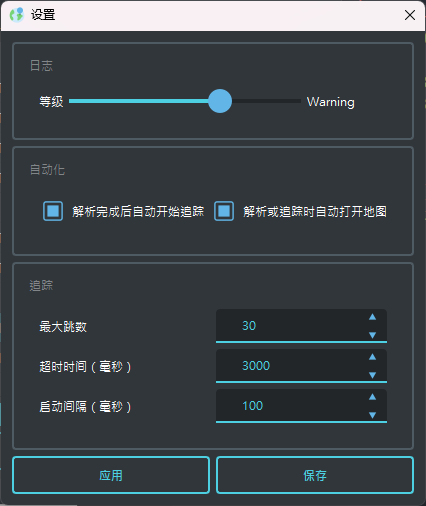 设置
日志
等級 Warning
自动化
解析完成后自动开始追踪 解析或追踪时自动打开地图
追踪
最大跳数 30
超时时间（毫秒） 3000
启动间隔（毫秒） 100
应用 保存